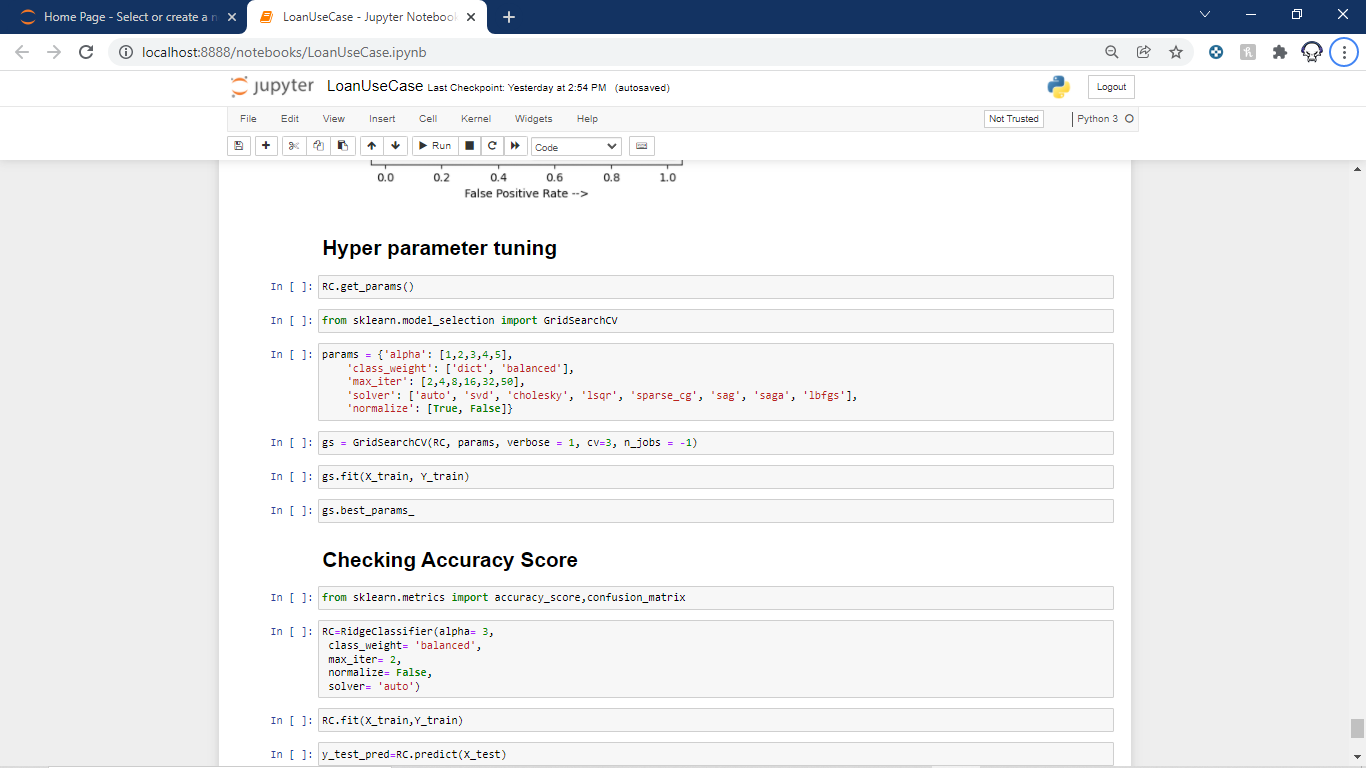 Home Page - Select or create a n
LoanUseCase - Jupyter Notebook
localhost:8888/notebooks/LoanUseCase.ipynb
jupyter LoanUseCase Last Checkpoint: Yesterday at 2:54 PM (autosaved)
Logout
File Edit View Insert Cell Kernel Widgets Help
Not Trusted
Python 3
Run
Code
0.0 0.2 0.4 0.6 0.8 1.0
False Positive Rate -->
Hyper parameter tuning
In [ ]: RC.get_params()
In [ ]: from sklearn.model_selection import GridSearchCV
In [ ]: params = {'alpha': [1,2,3,4,5],
'class_weight': ['dict', 'balanced'],
'max_iter': [2,4,8,16,32,50],
'solver': ['auto', 'svd', 'cholesky', 'lsqr', 'sparse_cg', 'sag', 'saga', 'lbfgs'],
'normalize': [True, False]}
In [ ]: gs = GridSearchCV(RC, params, verbose = 1, cv=3, n_jobs = -1)
In [ ]: gs.fit(X_train, Y_train)
In [ ]: gs.best_params_
Checking Accuracy Score
In [ ]: from sklearn.metrics import accuracy_score,confusion_matrix
In [ ]: RC=RidgeClassifier(alpha= 3,
class_weight= 'balanced',
max_iter= 2,
normalize= False,
solver= 'auto')
In [ ]: RC.fit(X_train,Y_train)
In [ ]: y_test_pred=RC.predict(X_test)